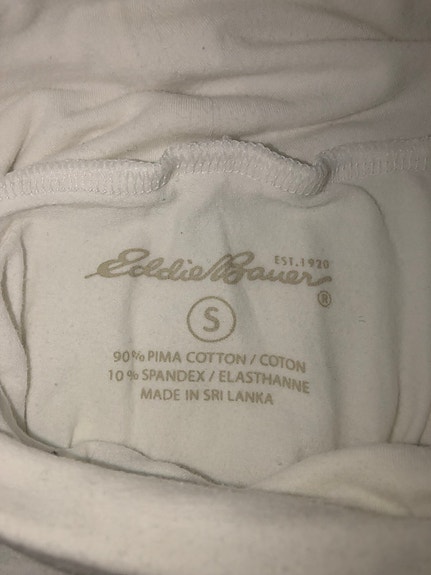 EST. 1920
Eddie Bauer®
S
90% PIMA COTTON / COTON
10% SPANDEX / ELASTHANNE
MADE IN SRI LANKA